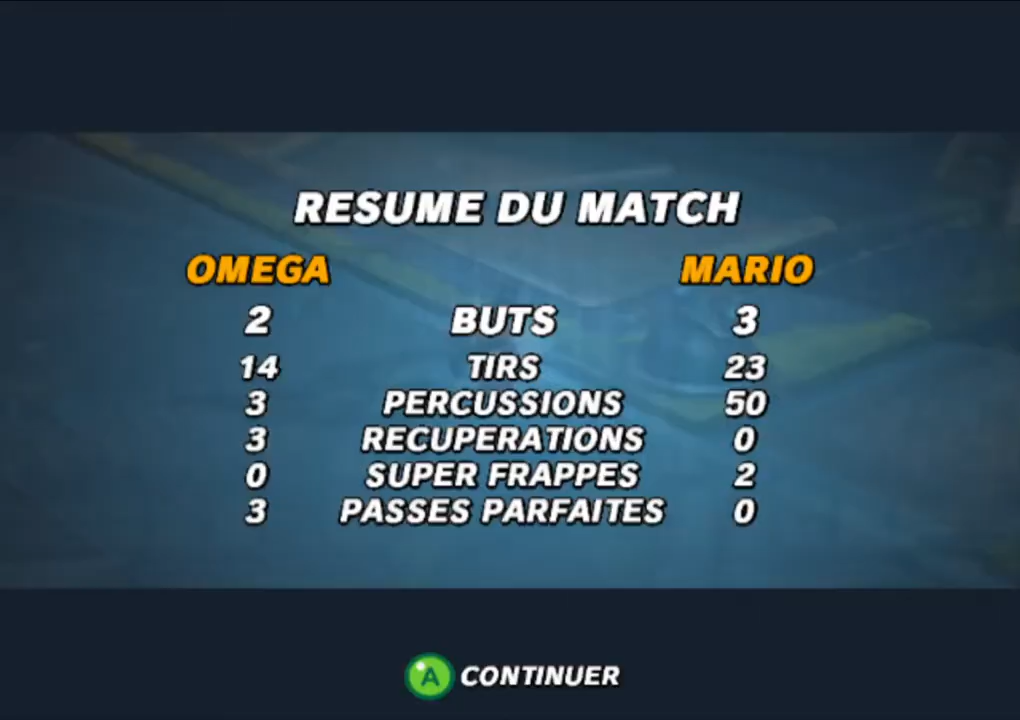 RESUME DU MATCH
OMEGA MARIO
2 BUTS 3
14 TIRS 23
3 PERCUSSIONS 50
3 RECUPERATIONS 0
0 SUPER FRAPPES 2
3 PASSES PARFAITES 0
A CONTINUER